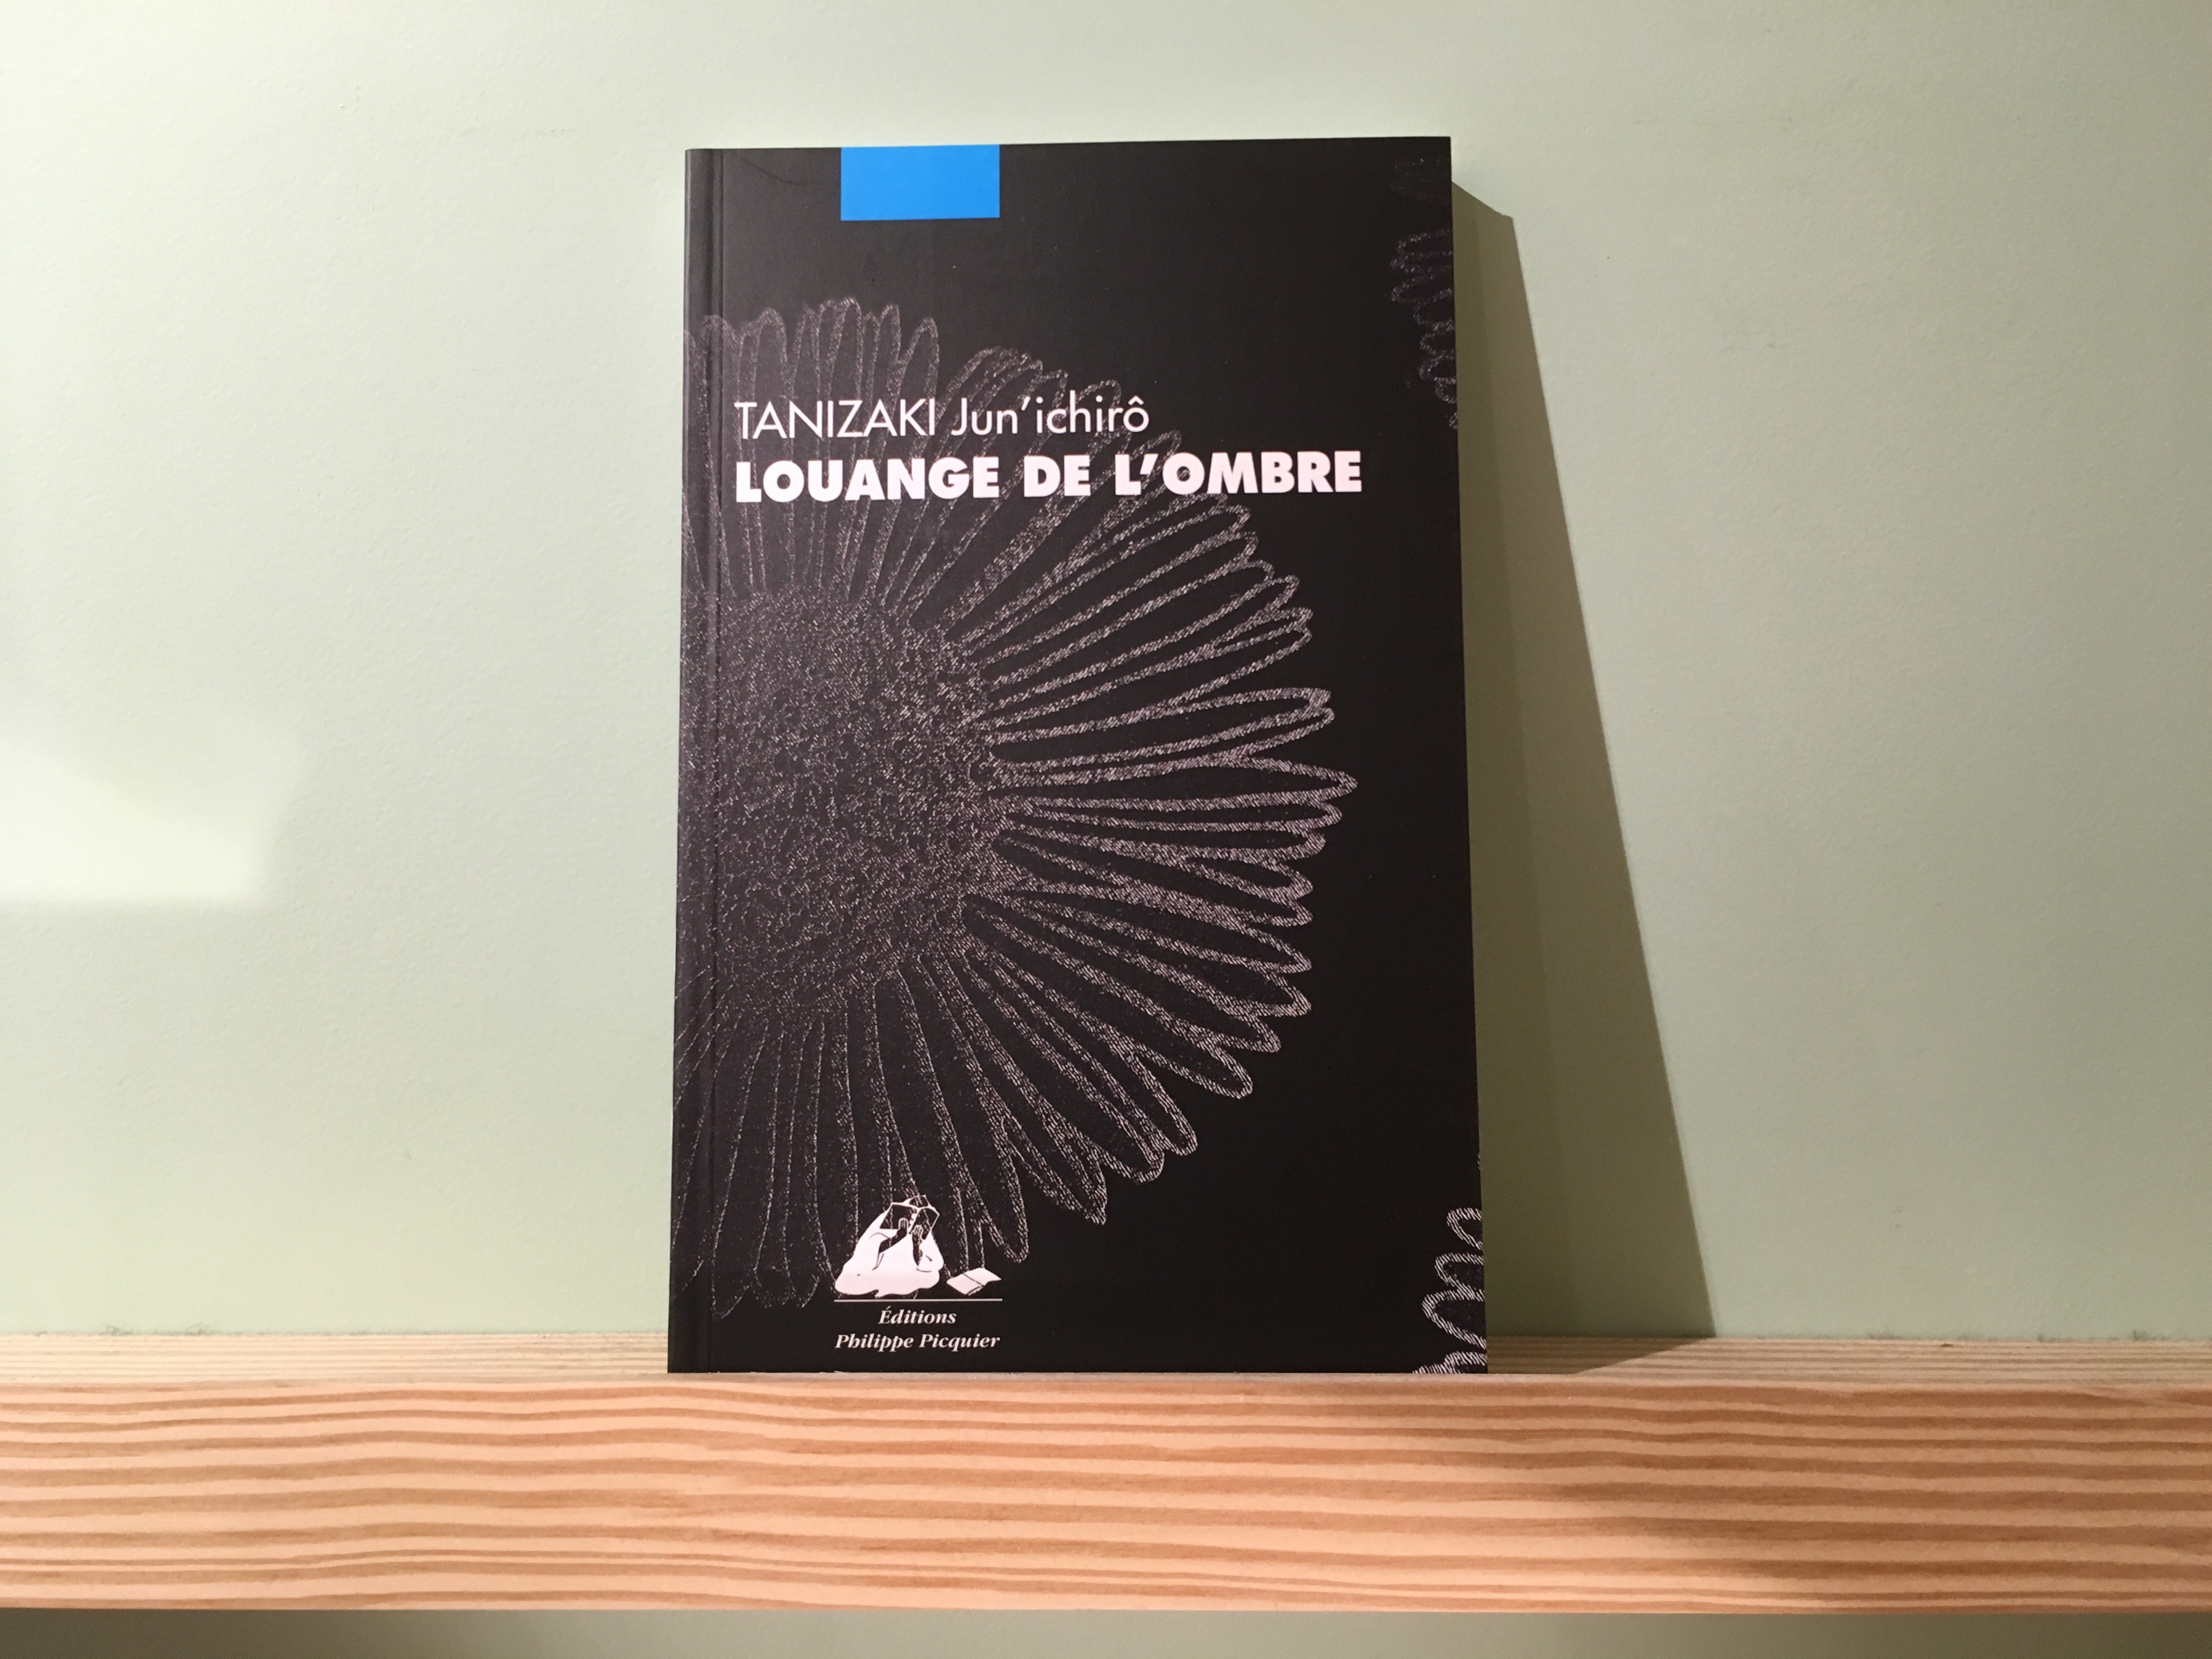 TANIZAKI Jun'ichirô
LOUANGE DE L'OMBRE
Éditions
Philippe Picquier